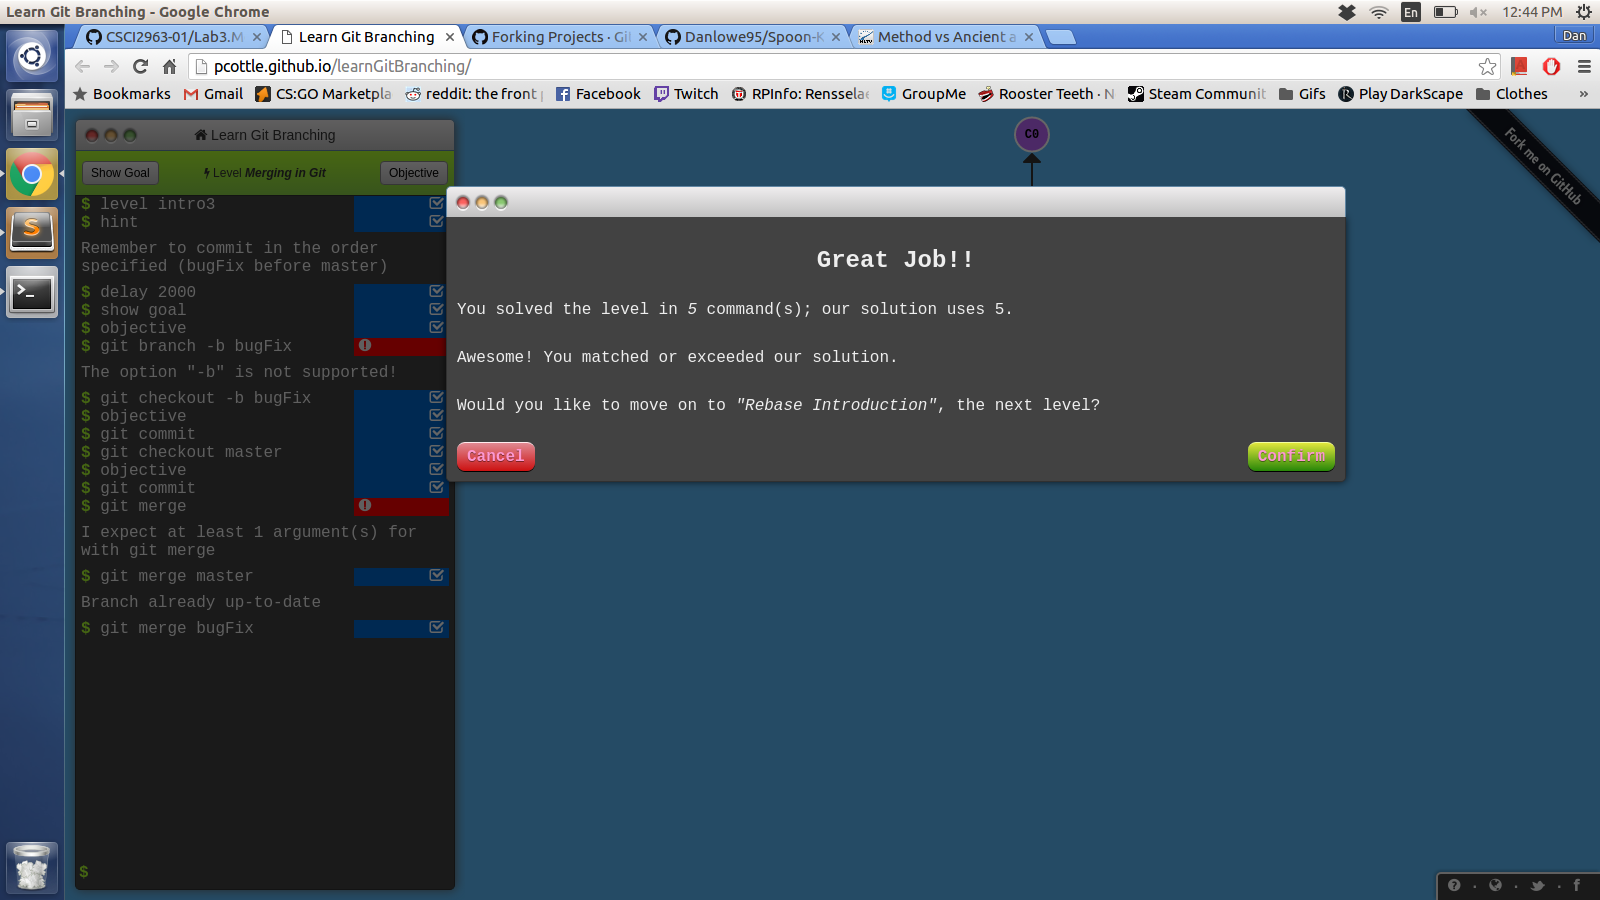 Learn Git Branching - Google Chrome
En
12:44 PM
CSCI2963-01/Lab3.M
Learn Git Branching
Forking Projects · Gi
Danlowe95/Spoon-K
Method vs Ancient a
Dan
pcottle.github.io/learnGitBranching/
Bookmarks
Gmail
CS:GO Marketpla
reddit: the front
Facebook
Twitch
RPInfo: Rensselae
GroupMe
Rooster Teeth · N
Steam Communit
Gifs
Play DarkScape
Clothes
»
Learn Git Branching
Show Goal
Level Merging in Git
Objective
$ level intro3
$ hint
Remember to commit in the order
specified (bugFix before master)
$ delay 2000
$ show goal
$ objective
$ git branch -b bugFix
The option "-b" is not supported!
$ git checkout -b bugFix
$ objective
$ git commit
$ git checkout master
$ objective
$ git commit
$ git merge
I expect at least 1 argument(s) for
with git merge
$ git merge master
Branch already up-to-date
$ git merge bugFix
$
C0
Fork me on GitHub
Great Job!!
You solved the level in 5 command(s); our solution uses 5.
Awesome! You matched or exceeded our solution.
Would you like to move on to "Rebase Introduction", the next level?
Cancel
Confirm